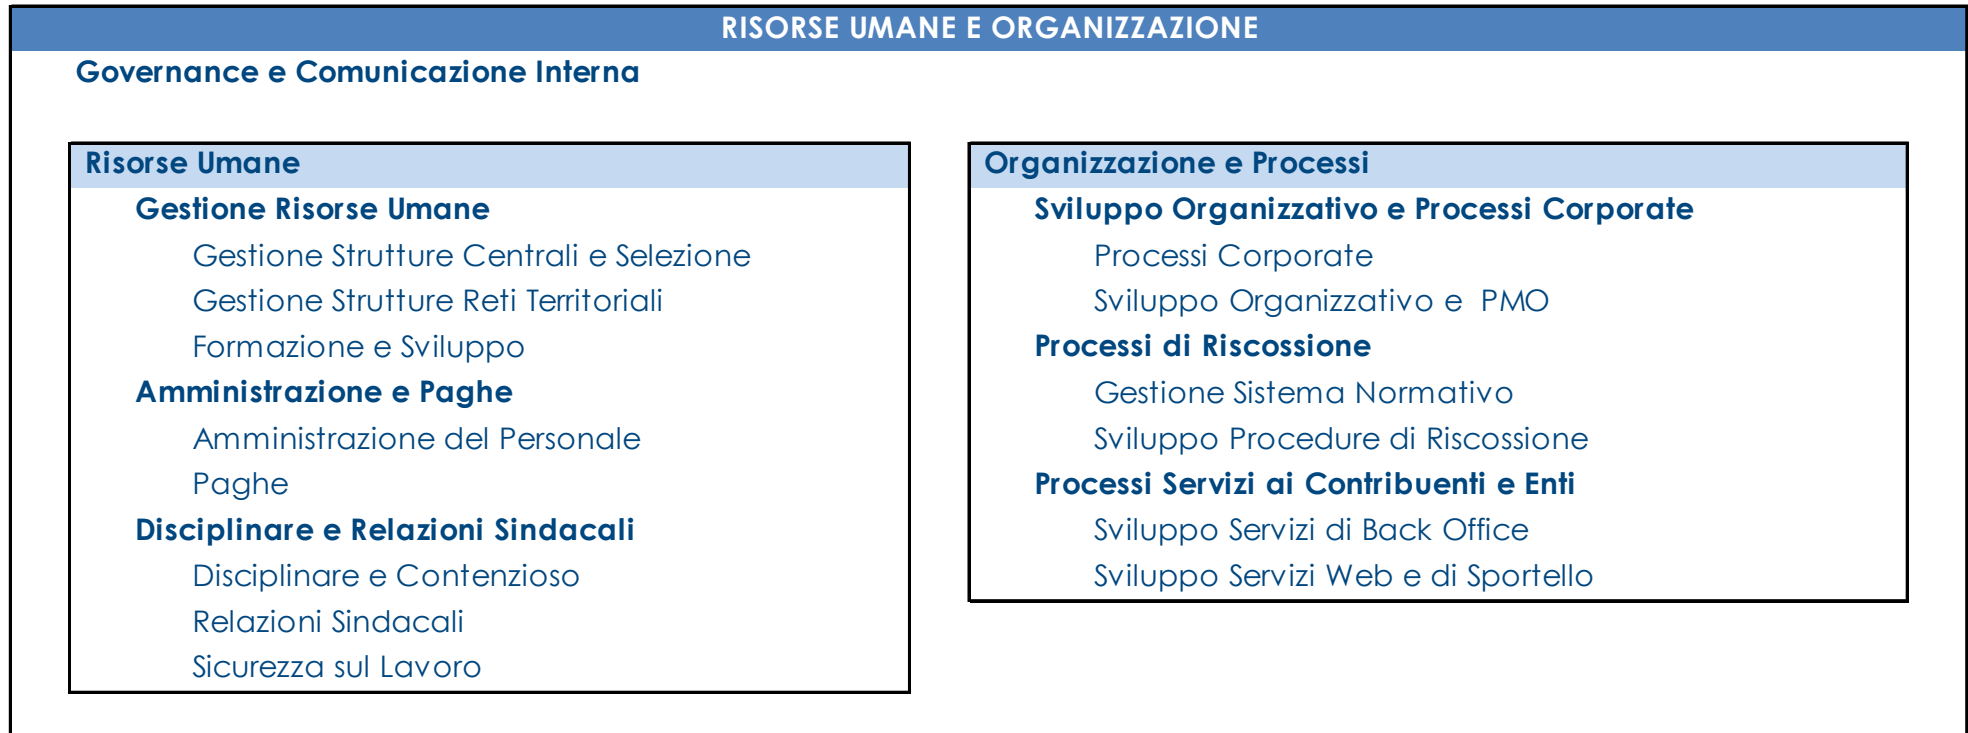 RISORSE UMANE E ORGANIZZAZIONE
Governance e Comunicazione Interna
Risorse Umane
Gestione Risorse Umane
Gestione Strutture Centrali e Selezione
Gestione Strutture Reti Territoriali
Formazione e Sviluppo
Amministrazione e Paghe
Amministrazione del Personale
Paghe
Disciplinare e Relazioni Sindacali
Disciplinare e Contenzioso
Relazioni Sindacali
Sicurezza sul Lavoro
Organizzazione e Processi
Sviluppo Organizzativo e Processi Corporate
Processi Corporate
Sviluppo Organizzativo e PMO
Processi di Riscossione
Gestione Sistema Normativo
Sviluppo Procedure di Riscossione
Processi Servizi ai Contribuenti e Enti
Sviluppo Servizi di Back Office
Sviluppo Servizi Web e di Sportello